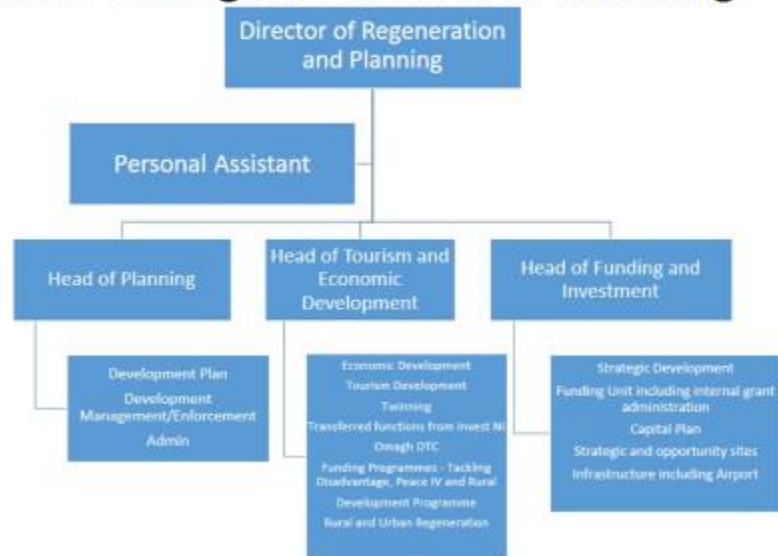 Director of Regeneration
and Planning
Personal Assistant
Head of Planning
Head of Tourism and
Economic
Development
Head of Funding and
Investment
Development Plan
Development
Management/Enforcement
Admin
Economic Development
Tourism Development
Twinning
Transferred functions from Invest NI
Omagh OTC
Funding Programmes - Tackling
Disadvantage, Peace IV and Rural
Development Programme
Rural and Urban Regeneration
Strategic Development
Funding Unit including internal grant
administration
Capital Plan
Strategic and opportunity sites
Infrastructure including Airport